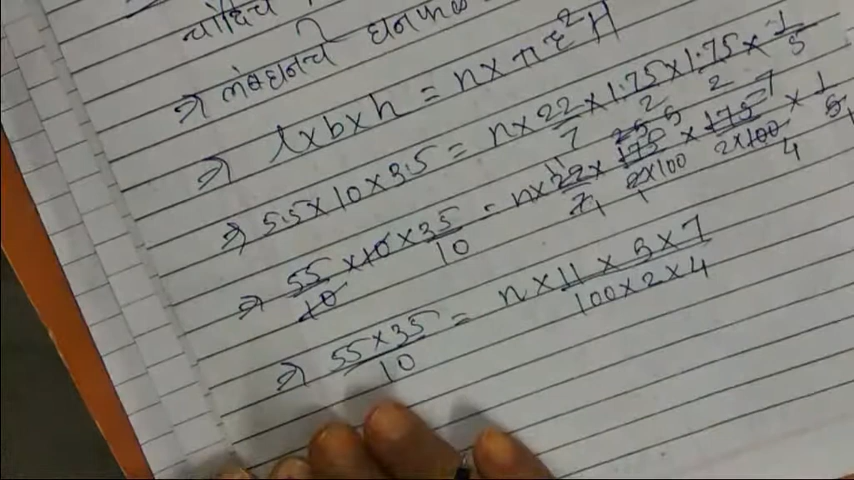 चांदीचे
⇒ लंबघनाचे घनफळ
⇒ l×b×h = n× πr²H
⇒ 5.5×10×3.5 = n× 22/7 × 1.75/2 × 1.75/2 × 1/5
⇒ 55/10 ×10× 35/10 = n× 22/7 × 175/2×100 × 175/2×100 × 1/5
⇒ 55×35/10 = n× 11×5×7/100×2×4